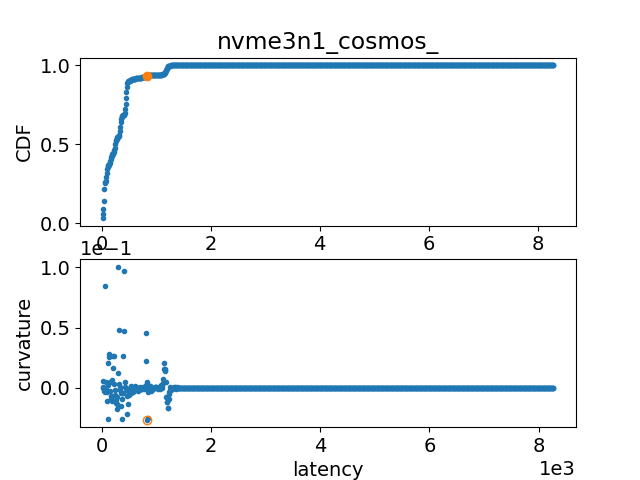 nvme3n1_cosmos_
1.0
0.5
0.0
CDF
0 2 4 6 8
1e−1
1.0
0.5
0.0
curvature
0 2 4 6 8
latency
1e3